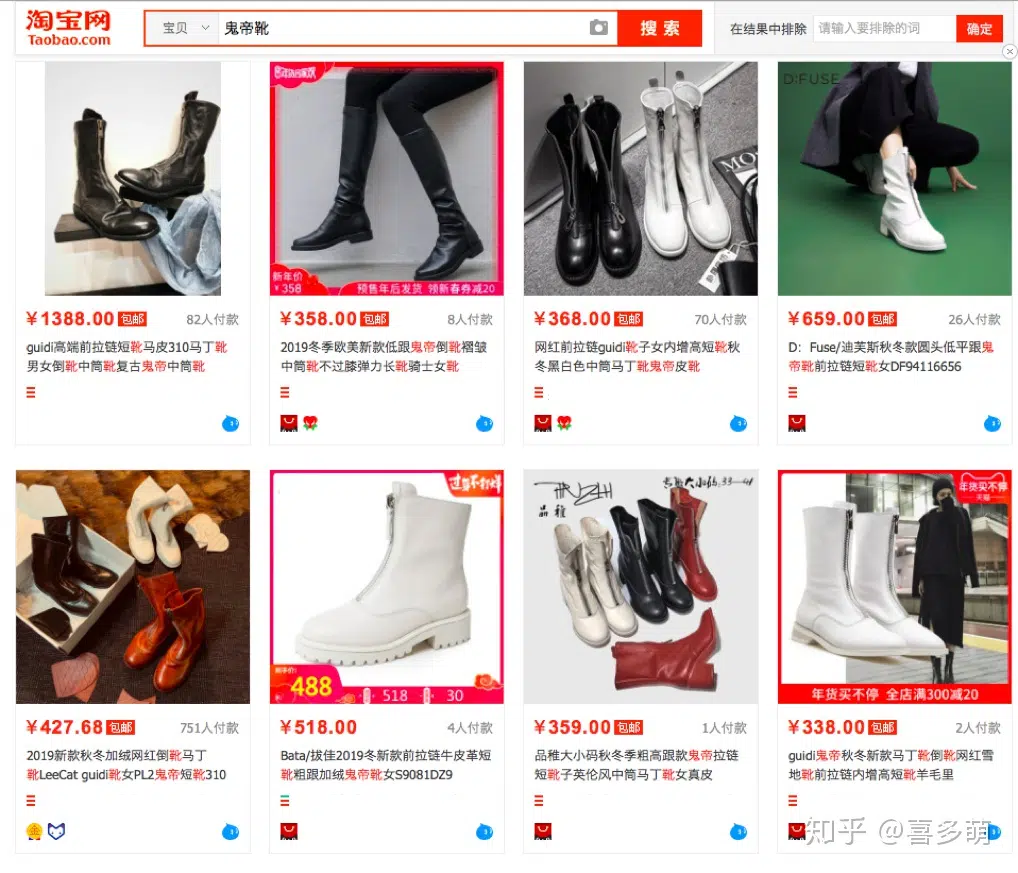 淘宝网
Taobao.com
宝贝
鬼帝靴
搜索
在结果中排除
请输入要排除的词
确定
D:FUSE
新年价
￥358
预售年后发货 领新春券减20
￥1388.00 包邮 82人付款
guidi高端前拉链短靴马皮310马丁靴
男女倒靴中筒靴复古鬼帝中筒靴
￥358.00 包邮 8人付款
2019冬季欧美新款低跟鬼帝倒靴褶皱
中筒靴不过膝弹力长靴骑士女靴
￥368.00 包邮 70人付款
网红前拉链guidi靴子女内增高短靴秋
冬黑白色中筒马丁靴鬼帝皮靴
￥659.00 包邮 26人付款
D：Fuse/迪芙斯秋冬款圆头低平跟鬼
帝靴前拉链短靴女DF94116656
过年不打烊
488
518
30
品稚
年货买不停
天猫
年货买不停 全店满300减20
￥427.68 包邮 751人付款
2019新款秋冬加绒网红倒靴马丁
靴LeeCat guidi靴女PL2鬼帝短靴310
￥518.00 4人付款
Bata/拔佳2019冬新款前拉链牛皮革短
靴粗跟加绒鬼帝靴女S9081DZ9
￥359.00 包邮 1人付款
品稚大小码秋冬季粗高跟款鬼帝拉链
短靴子英伦风中筒马丁靴女真皮
￥338.00 包邮 2人付款
guidi鬼帝秋冬新款马丁靴倒靴网红雪
地靴前拉链内增高短靴羊毛里
知乎 @喜多萌